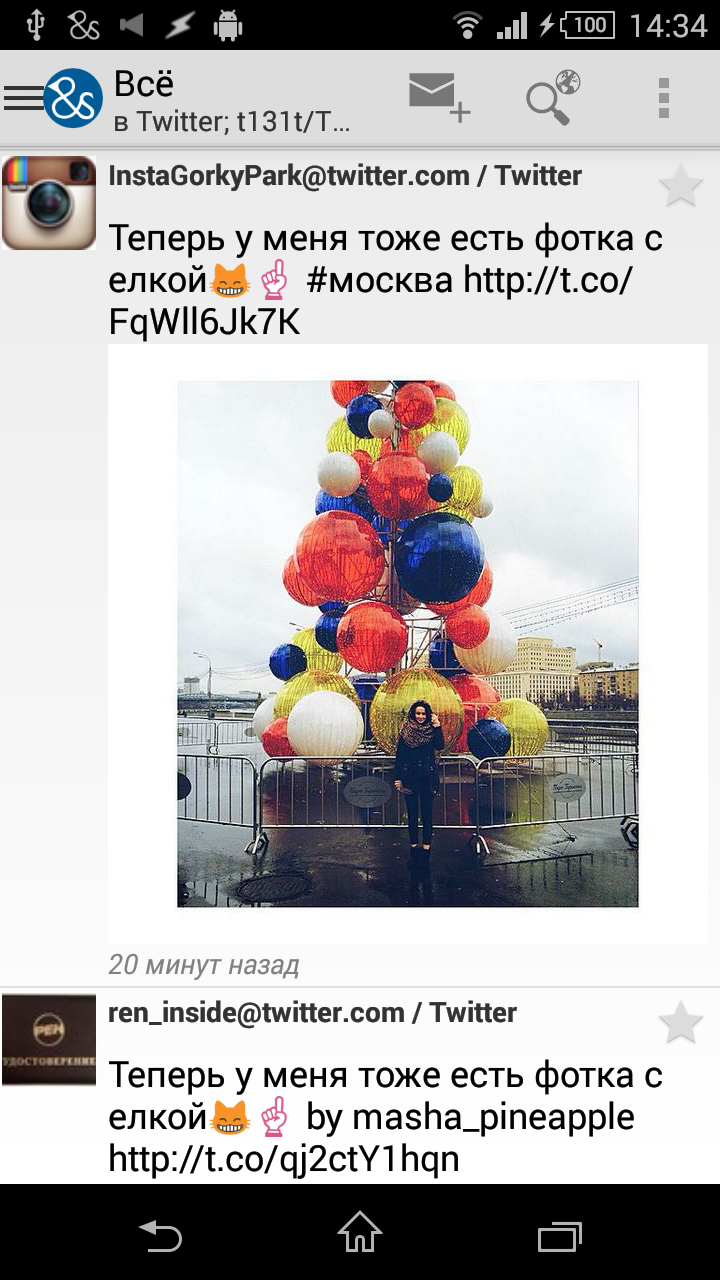 100 14:34
&s Всё
в Twitter; t131t/T...
InstaGorkyPark@twitter.com / Twitter
Теперь у меня тоже есть фотка с
елкой😸☝ #москва http://t.co/
FqWll6Jk7K
20 минут назад
ren_inside@twitter.com / Twitter
РЕН
УДОСТОВЕРЕНИЕ
Теперь у меня тоже есть фотка с
елкой😸☝ by masha_pineapple
http://t.co/qj2ctY1hqn